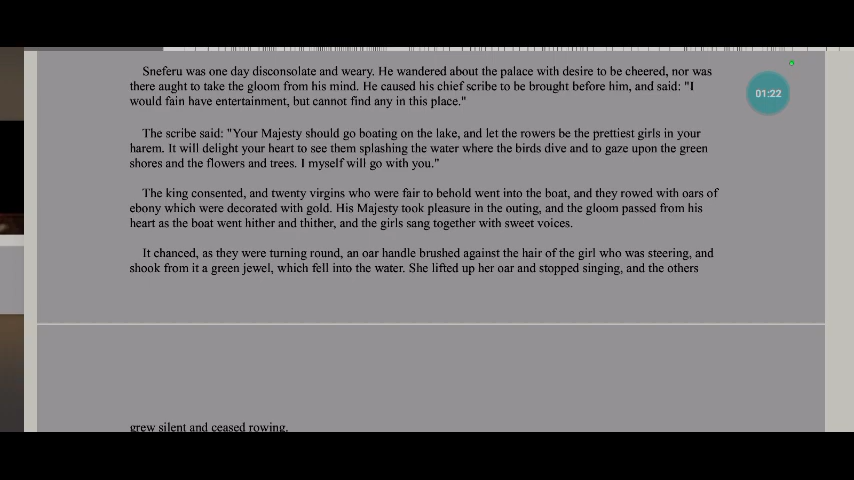 Sneferu was one day disconsolate and weary. He wandered about the palace with desire to be cheered, nor was
there aught to take the gloom from his mind. He caused his chief scribe to be brought before him, and said: "I
would fain have entertainment, but cannot find any in this place."
The scribe said: "Your Majesty should go boating on the lake, and let the rowers be the prettiest girls in your
harem. It will delight your heart to see them splashing the water where the birds dive and to gaze upon the green
shores and the flowers and trees. I myself will go with you."
The king consented, and twenty virgins who were fair to behold went into the boat, and they rowed with oars of
ebony which were decorated with gold. His Majesty took pleasure in the outing, and the gloom passed from his
heart as the boat went hither and thither, and the girls sang together with sweet voices.
It chanced, as they were turning round, an oar handle brushed against the hair of the girl who was steering, and
shook from it a green jewel, which fell into the water. She lifted up her oar and stopped singing, and the others
grew silent and ceased rowing.
01:22